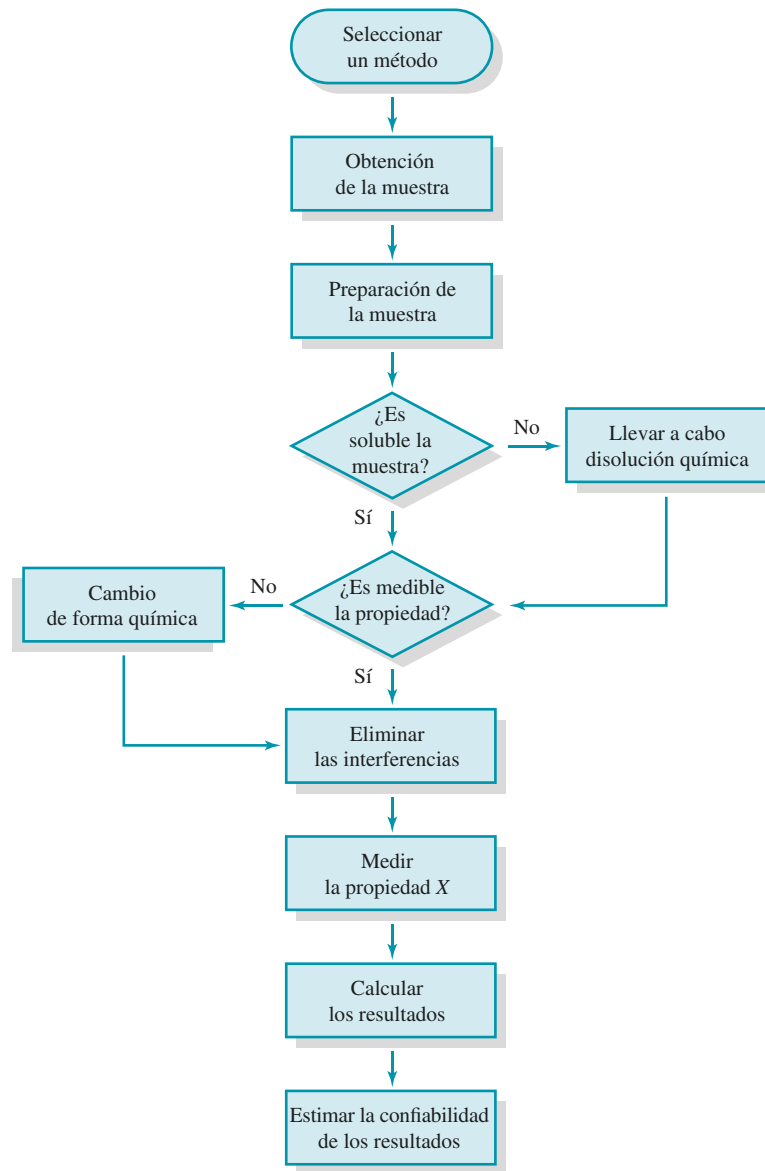 Seleccionar
un método
Obtención
de la muestra
Preparación de
la muestra
¿Es
soluble la
muestra?
No
Llevar a cabo
disolución química
Sí
¿Es medible
la propiedad?
No
Cambio
de forma química
Sí
Eliminar
las interferencias
Medir
la propiedad X
Calcular
los resultados
Estimar la confiabilidad
de los resultados